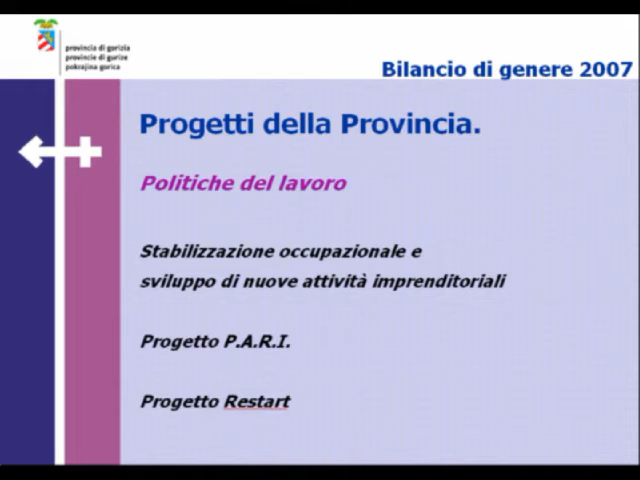 provincia di gorizia
provincie di gurize
pokrajina gorica
Bilancio di genere 2007
Progetti della Provincia.
Politiche del lavoro
Stabilizzazione occupazionale e
sviluppo di nuove attività imprenditoriali
Progetto P.A.R.I.
Progetto Restart